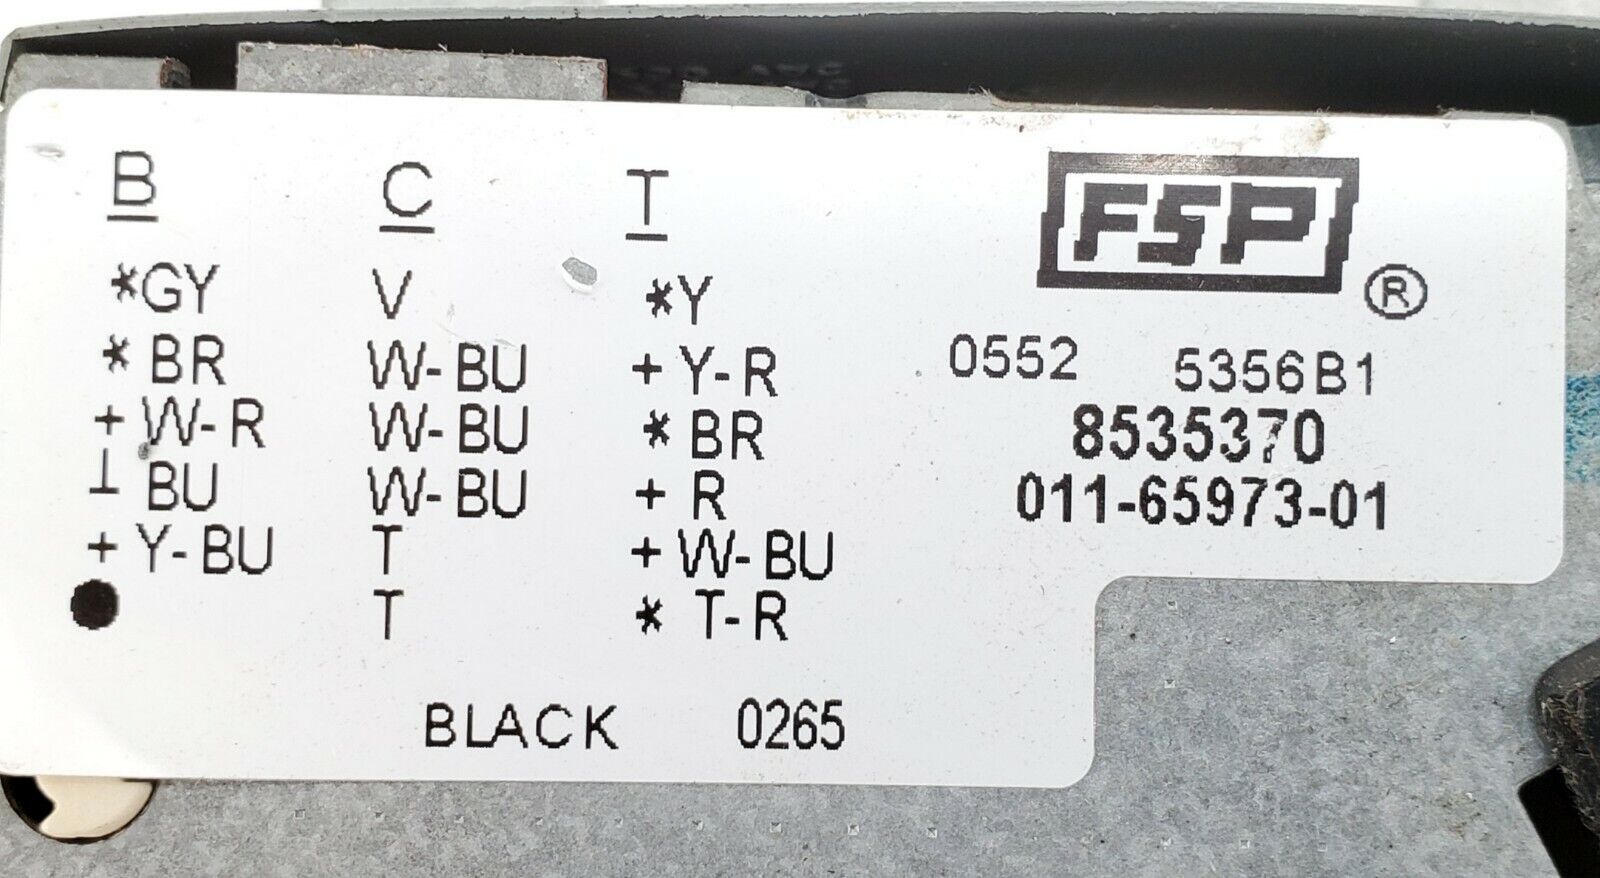 B C T
*GY V *Y
* BR W-BU + Y-R
+ W-R W-BU * BR
⊥ BU W-BU + R
+ Y-BU T + W-BU
● T * T-R
BLACK 0265
FSP ®
0552 5356B1
8535370
011-65973-01